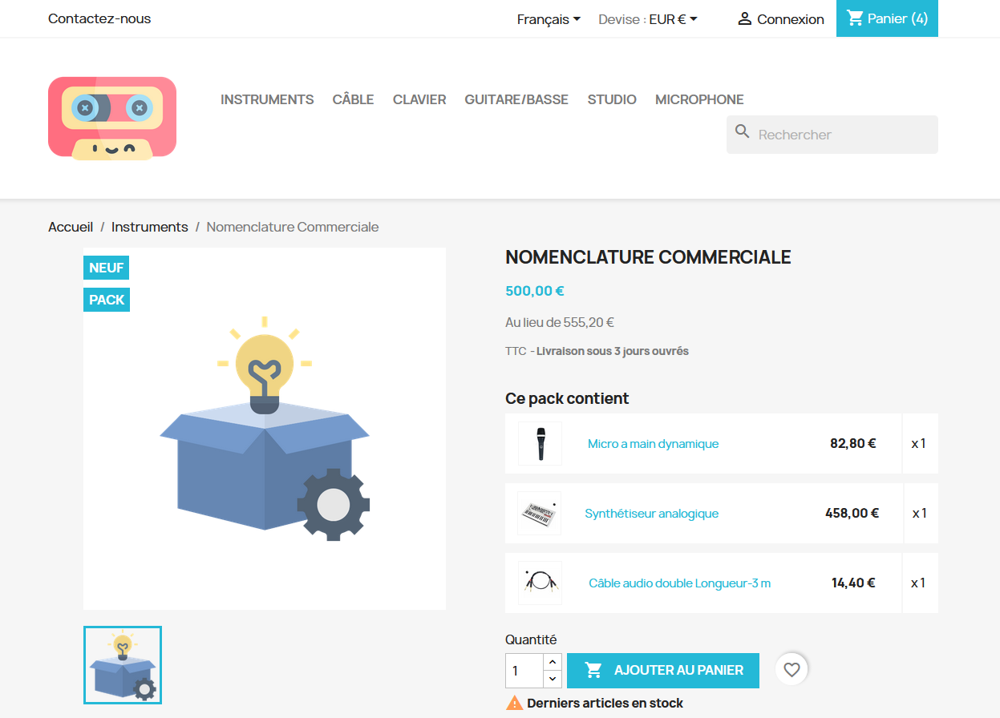 Contactez-nous
Français
Devise : EUR €
Connexion
Panier (4)
INSTRUMENTS CÂBLE CLAVIER GUITARE/BASSE STUDIO MICROPHONE
Rechercher
Accueil / Instruments / Nomenclature Commerciale
NEUF
PACK
NOMENCLATURE COMMERCIALE
500,00 €
Au lieu de 555,20 €
TTC - Livraison sous 3 jours ouvrés
Ce pack contient
Micro a main dynamique 82,80 € x 1
Synthétiseur analogique 458,00 € x 1
Câble audio double Longueur-3 m 14,40 € x 1
Quantité
1
AJOUTER AU PANIER
Derniers articles en stock